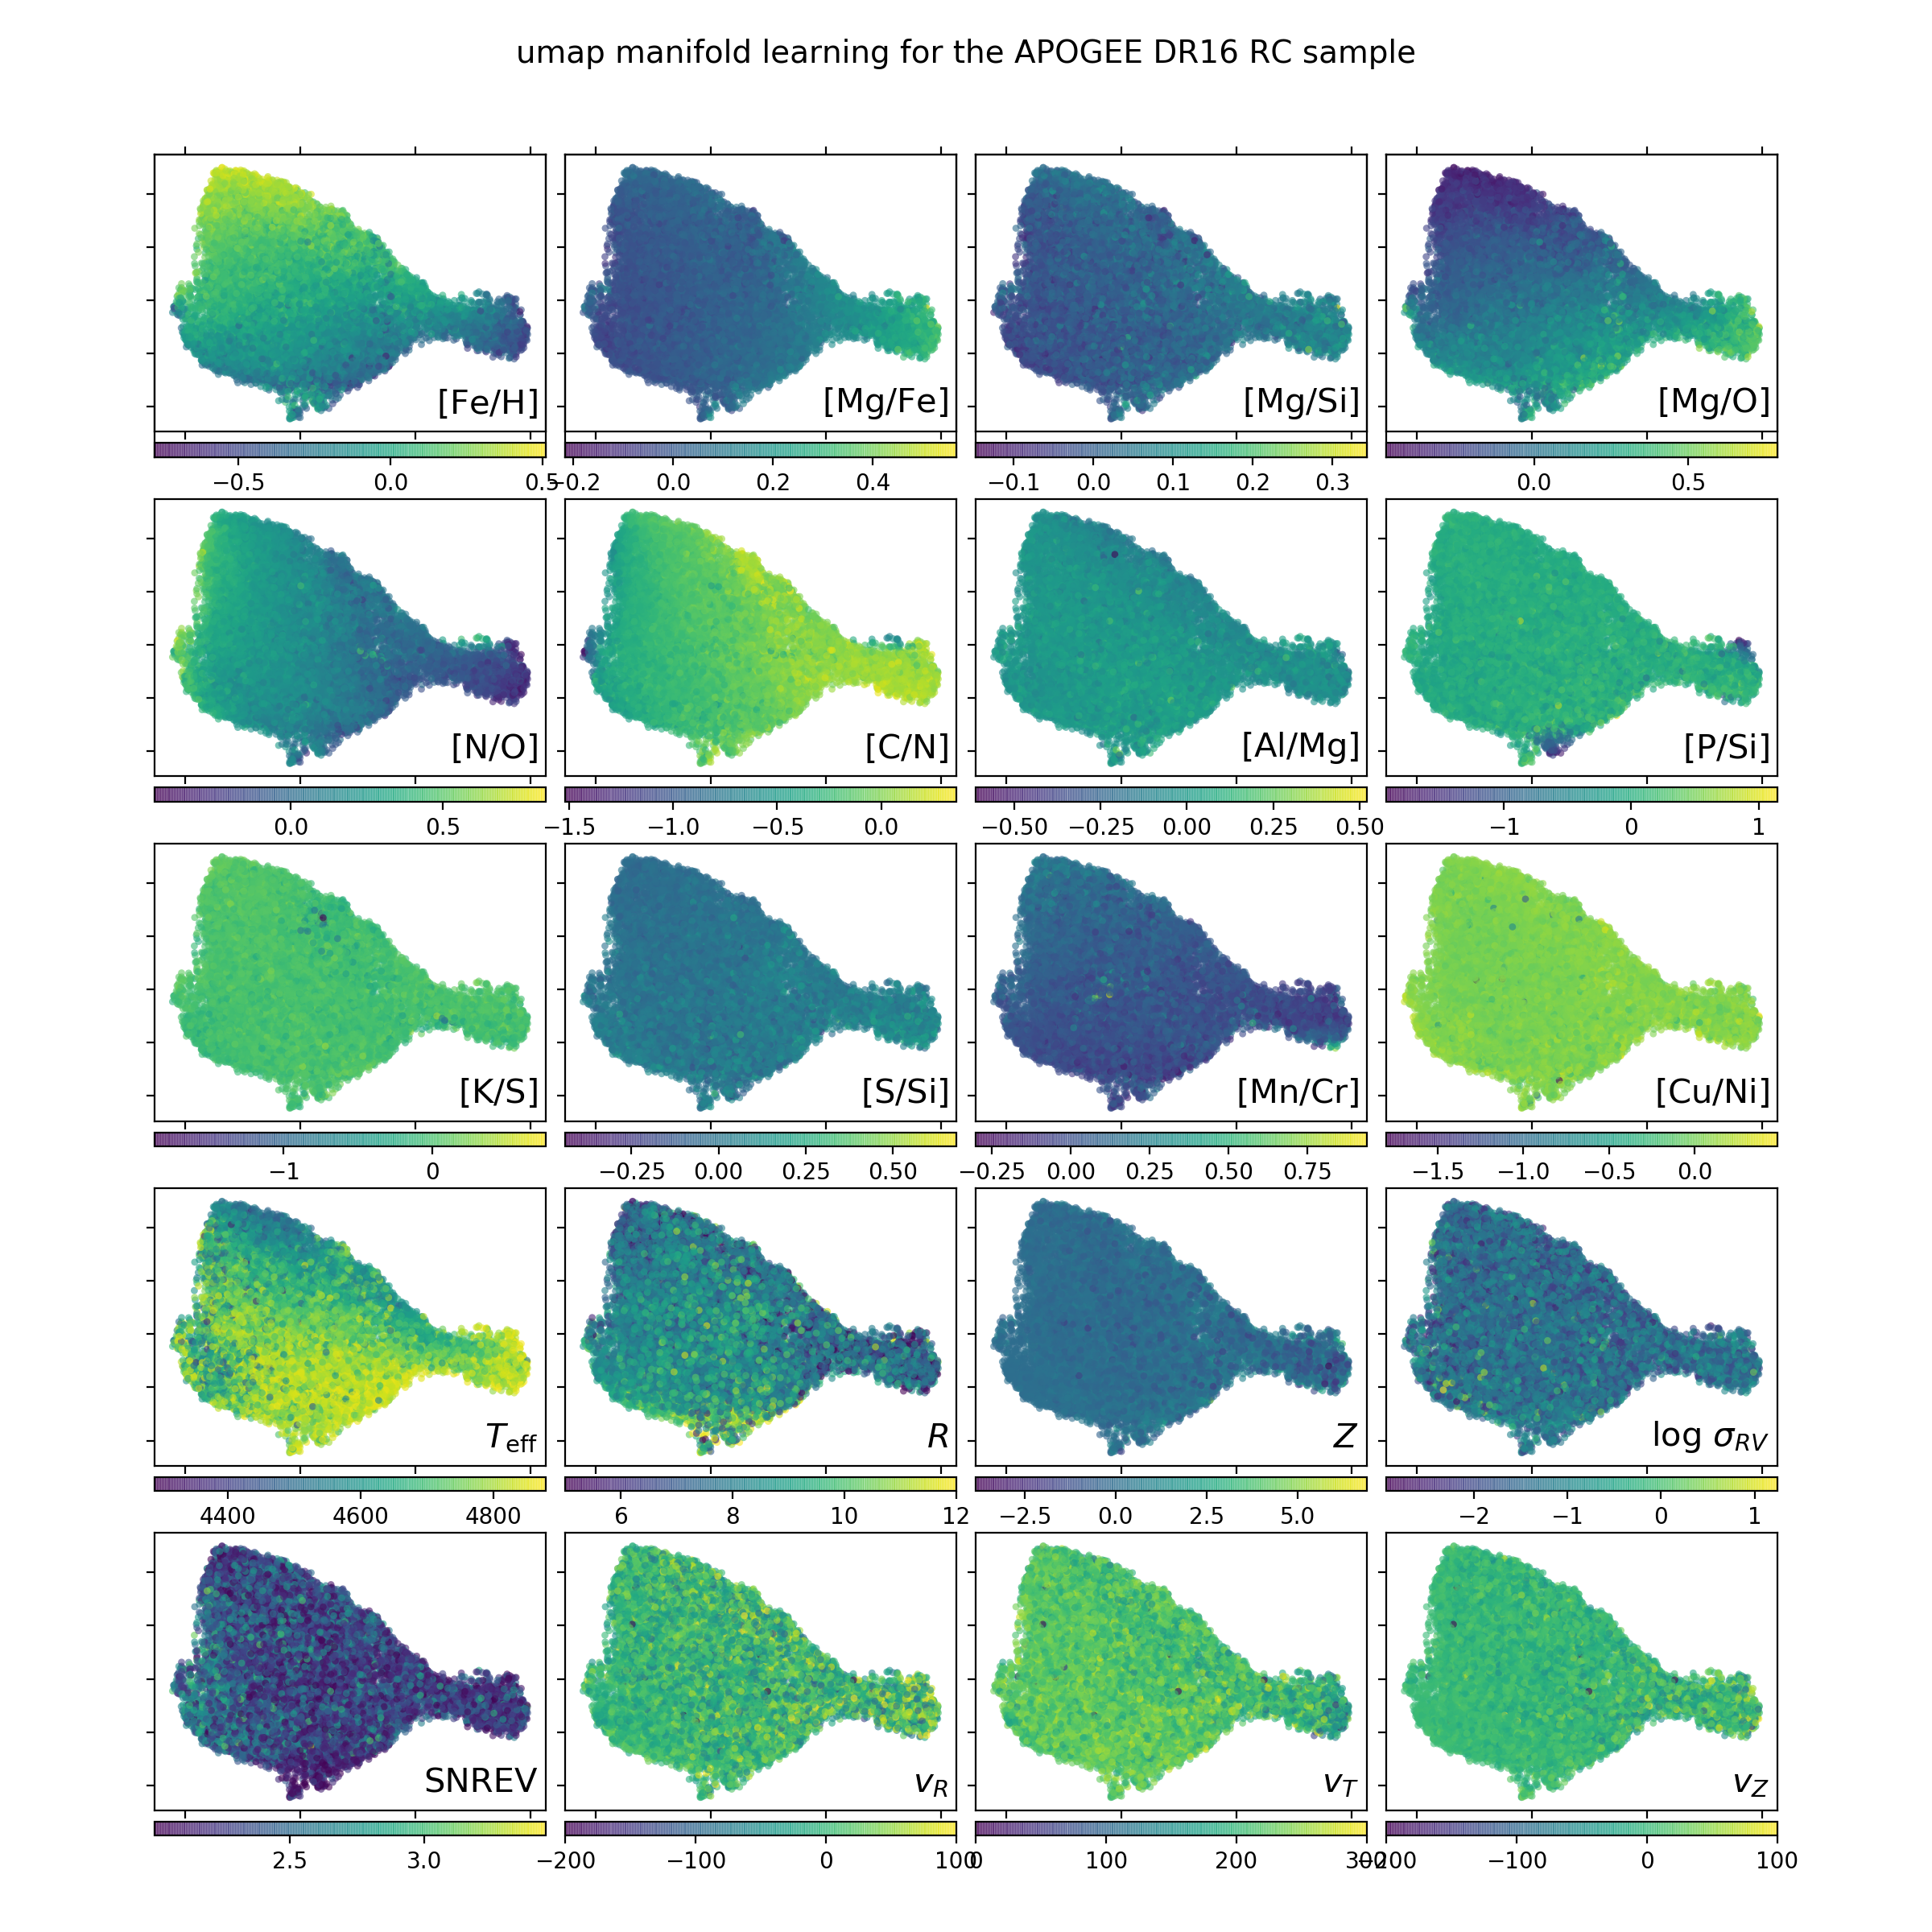 umap manifold learning for the APOGEE DR16 RC sample
[Fe/H] [Mg/Fe] [Mg/Si] [Mg/O]
−0.5 0.0 0.5 −0.2 0.0 0.2 0.4 −0.1 0.0 0.1 0.2 0.3 0.0 0.5
[N/O] [C/N] [Al/Mg] [P/Si]
0.0 0.5 −1.5 −1.0 −0.5 0.0 −0.50 −0.25 0.00 0.25 0.50 −1 0 1
[K/S] [S/Si] [Mn/Cr] [Cu/Ni]
−1 0 −0.25 0.00 0.25 0.50 −0.25 0.00 0.25 0.50 0.75 −1.5 −1.0 −0.5 0.0
T_eff R Z log σ_RV
4400 4600 4800 6 8 10 12 −2.5 0.0 2.5 5.0 −2 −1 0 1
SNREV v_R v_T v_Z
2.5 3.0 −200 −100 0 100 0 100 200 300 −200 −100 0 100